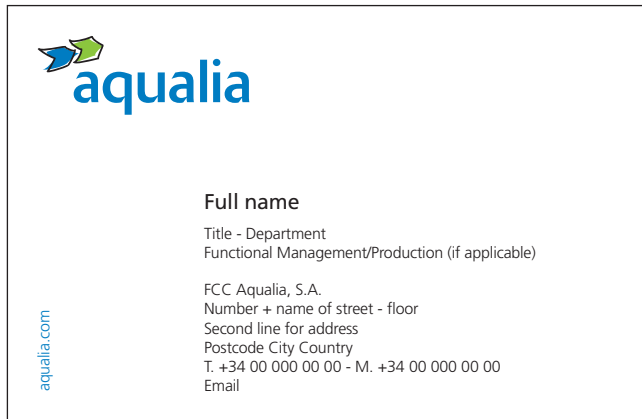 aqualia
Full name
Title - Department
Functional Management/Production (if applicable)
FCC Aqualia, S.A.
Number + name of street - floor
Second line for address
Postcode City Country
T. +34 00 000 00 00 - M. +34 00 000 00 00
Email
aqualia.com